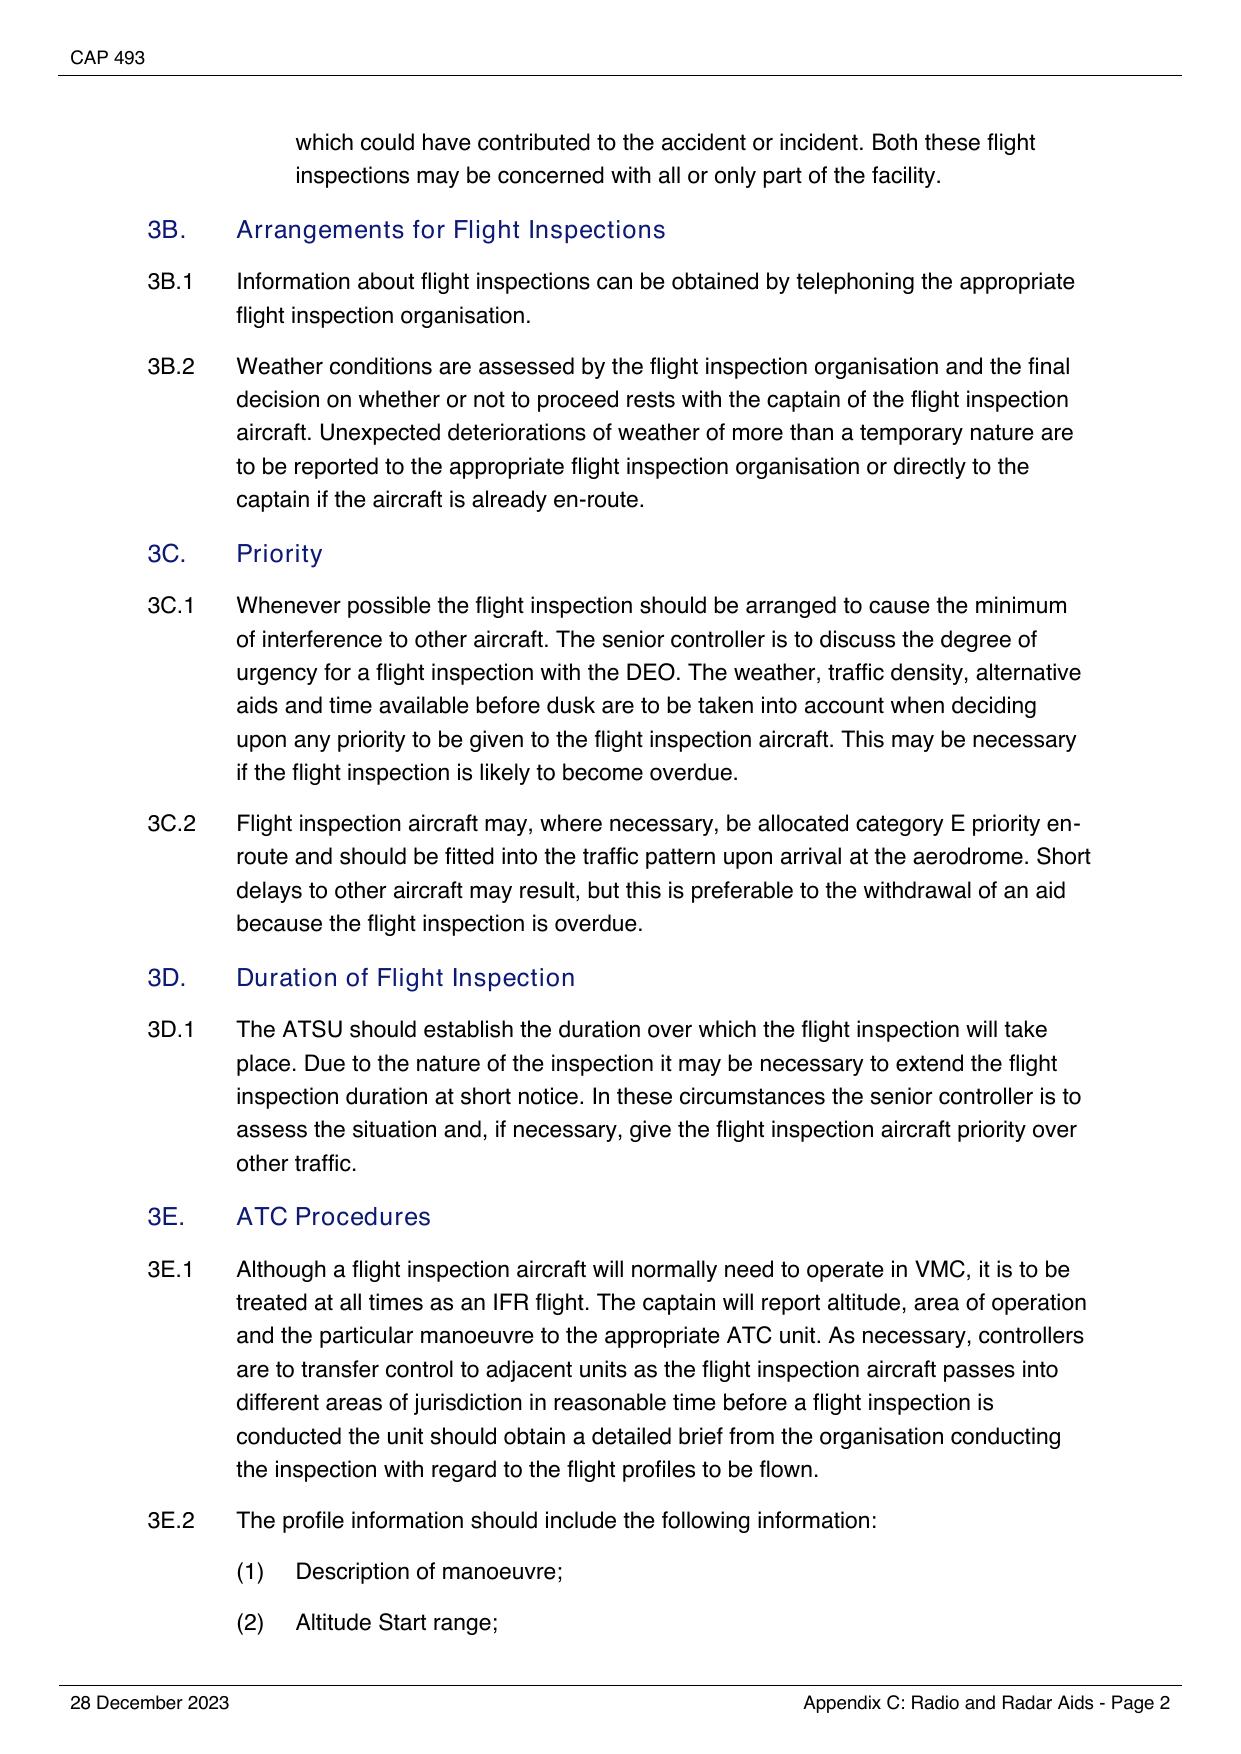 CAP 493
which could have contributed to the accident or incident. Both these flight
inspections may be concerned with all or only part of the facility.
3B. Arrangements for Flight Inspections
3B.1 Information about flight inspections can be obtained by telephoning the appropriate
flight inspection organisation.
3B.2 Weather conditions are assessed by the flight inspection organisation and the final
decision on whether or not to proceed rests with the captain of the flight inspection
aircraft. Unexpected deteriorations of weather of more than a temporary nature are
to be reported to the appropriate flight inspection organisation or directly to the
captain if the aircraft is already en-route.
3C. Priority
3C.1 Whenever possible the flight inspection should be arranged to cause the minimum
of interference to other aircraft. The senior controller is to discuss the degree of
urgency for a flight inspection with the DEO. The weather, traffic density, alternative
aids and time available before dusk are to be taken into account when deciding
upon any priority to be given to the flight inspection aircraft. This may be necessary
if the flight inspection is likely to become overdue.
3C.2 Flight inspection aircraft may, where necessary, be allocated category E priority en-
route and should be fitted into the traffic pattern upon arrival at the aerodrome. Short
delays to other aircraft may result, but this is preferable to the withdrawal of an aid
because the flight inspection is overdue.
3D. Duration of Flight Inspection
3D.1 The ATSU should establish the duration over which the flight inspection will take
place. Due to the nature of the inspection it may be necessary to extend the flight
inspection duration at short notice. In these circumstances the senior controller is to
assess the situation and, if necessary, give the flight inspection aircraft priority over
other traffic.
3E. ATC Procedures
3E.1 Although a flight inspection aircraft will normally need to operate in VMC, it is to be
treated at all times as an IFR flight. The captain will report altitude, area of operation
and the particular manoeuvre to the appropriate ATC unit. As necessary, controllers
are to transfer control to adjacent units as the flight inspection aircraft passes into
different areas of jurisdiction in reasonable time before a flight inspection is
conducted the unit should obtain a detailed brief from the organisation conducting
the inspection with regard to the flight profiles to be flown.
3E.2 The profile information should include the following information:
(1) Description of manoeuvre;
(2) Altitude Start range;
28 December 2023 Appendix C: Radio and Radar Aids - Page 2